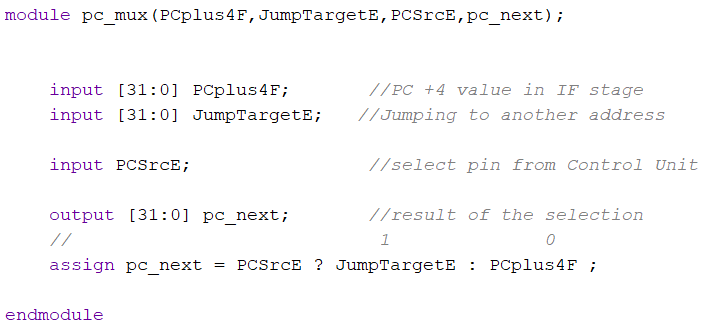 module pc_mux(PCplus4F,JumpTargetE,PCSrcE,pc_next);
input [31:0] PCplus4F; //PC +4 value in IF stage
input [31:0] JumpTargetE; //Jumping to another address
input PCSrcE; //select pin from Control Unit
output [31:0] pc_next; //result of the selection
// 1 0
assign pc_next = PCSrcE ? JumpTargetE : PCplus4F ;
endmodule